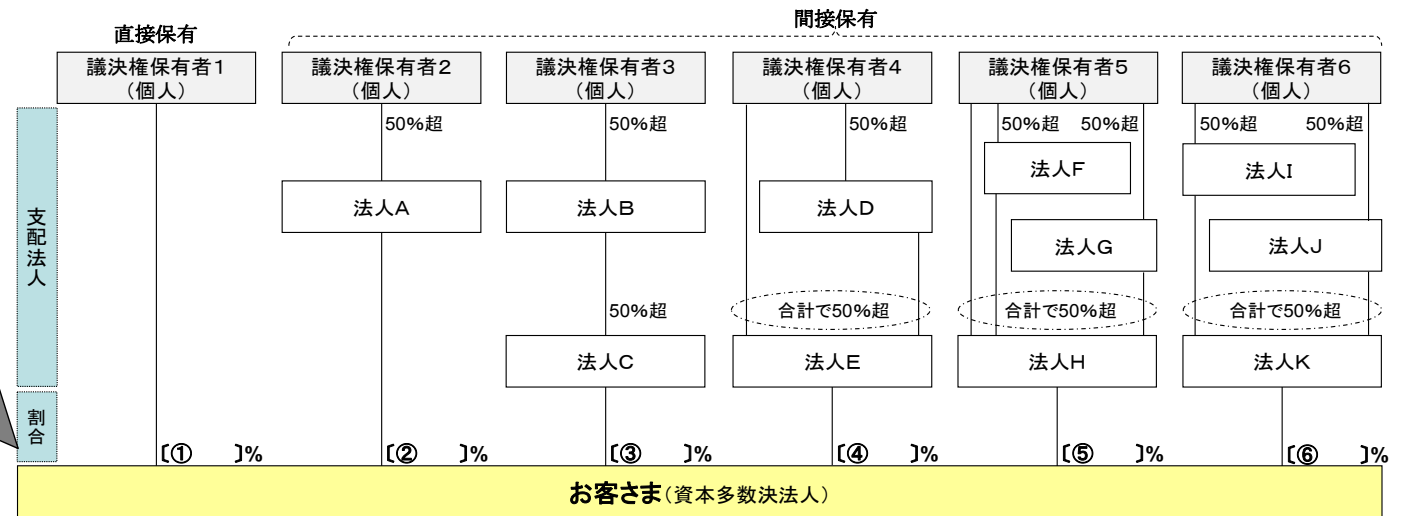 間接保有
直接保有
議決権保有者1
(個人)
議決権保有者2
(個人)
議決権保有者3
(個人)
議決権保有者4
(個人)
議決権保有者5
(個人)
議決権保有者6
(個人)
50%超
50%超
50%超
50%超 50%超
50%超 50%超
法人F
法人I
支配法人
法人A
法人B
法人D
法人G
法人J
50%超
合計で50%超
合計で50%超
合計で50%超
法人C
法人E
法人H
法人K
割合
〔① 〕%
〔② 〕%
〔③ 〕%
〔④ 〕%
〔⑤ 〕%
〔⑥ 〕%
お客さま(資本多数決法人)